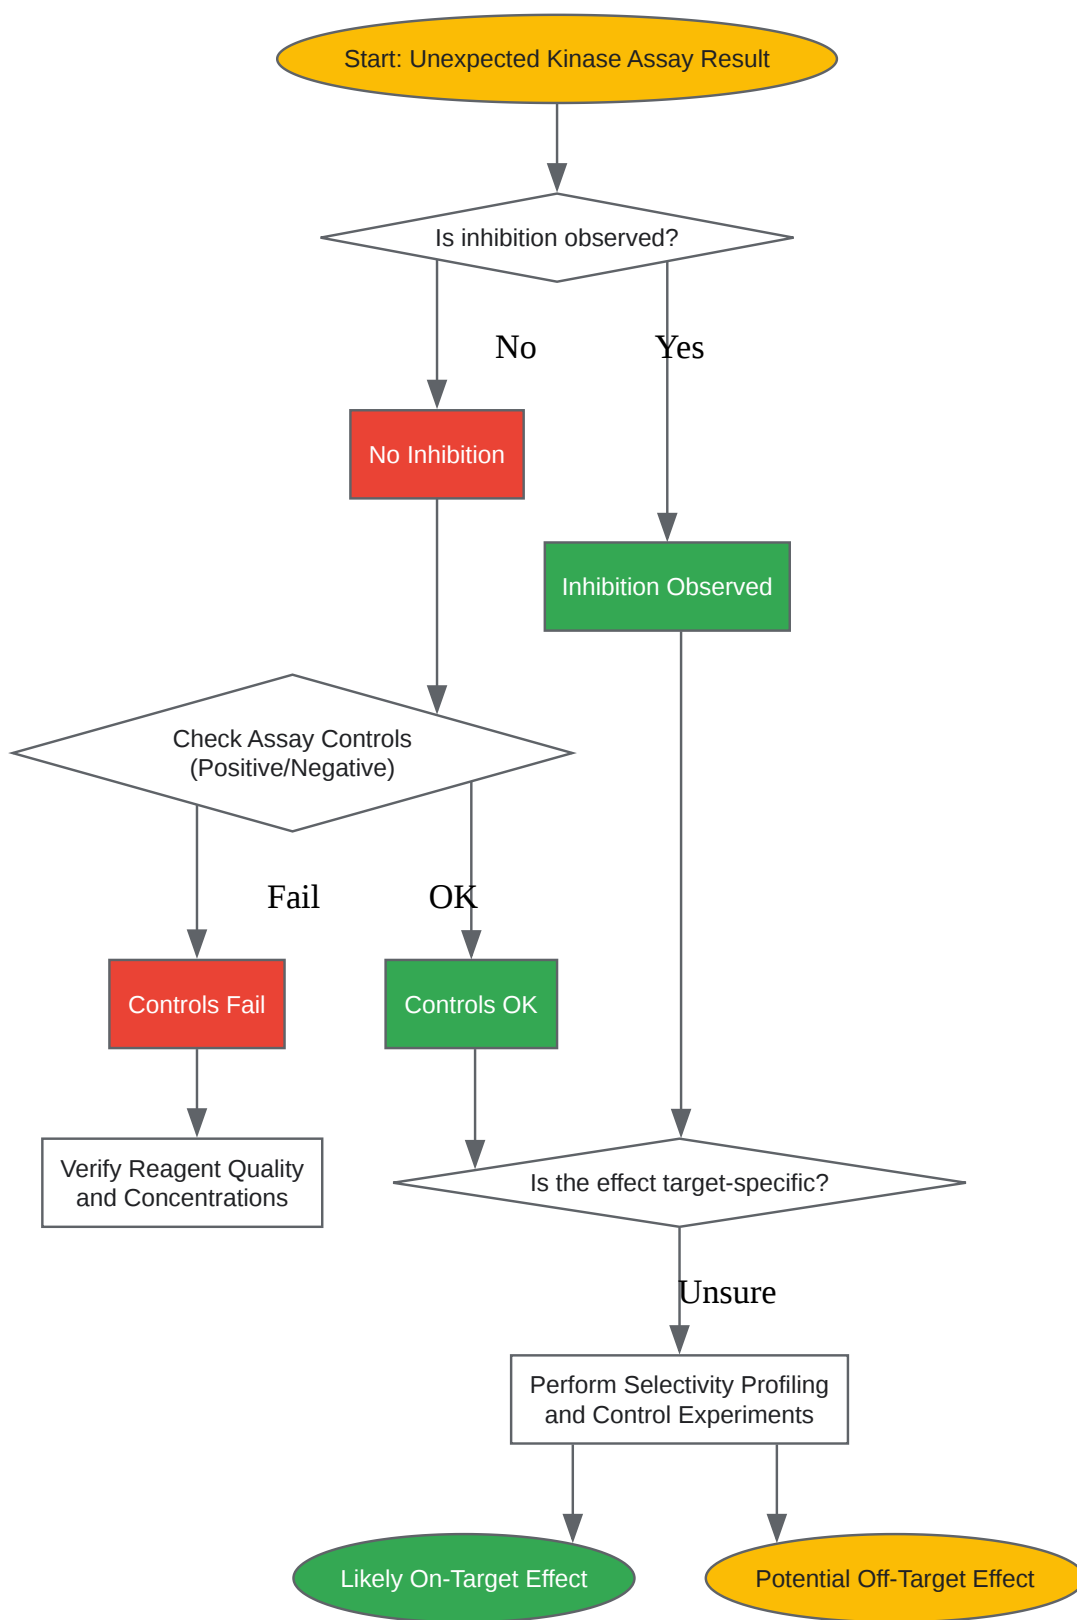 Start: Unexpected Kinase Assay Result
Is inhibition observed?
No
Yes
No Inhibition
Inhibition Observed
Check Assay Controls
(Positive/Negative)
Fail
OK
Controls Fail
Controls OK
Verify Reagent Quality
and Concentrations
Is the effect target-specific?
Unsure
Perform Selectivity Profiling
and Control Experiments
Likely On-Target Effect
Potential Off-Target Effect